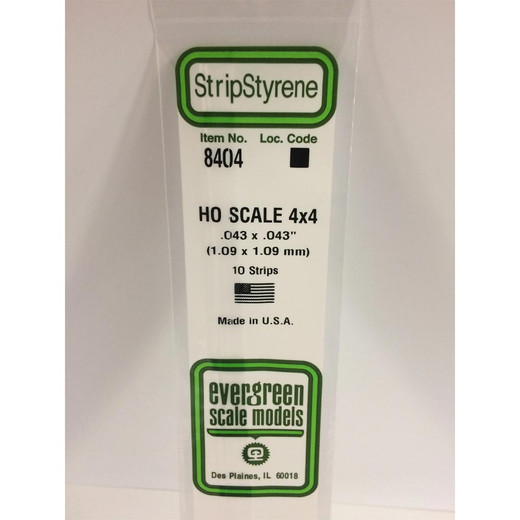 StripStyrene
Item No. Loc. Code
8404
HO SCALE 4x4
.043 x .043"
(1.09 x 1.09 mm)
10 Strips
Made in U.S.A.
evergreen
scale models
Des Plaines, IL 60018